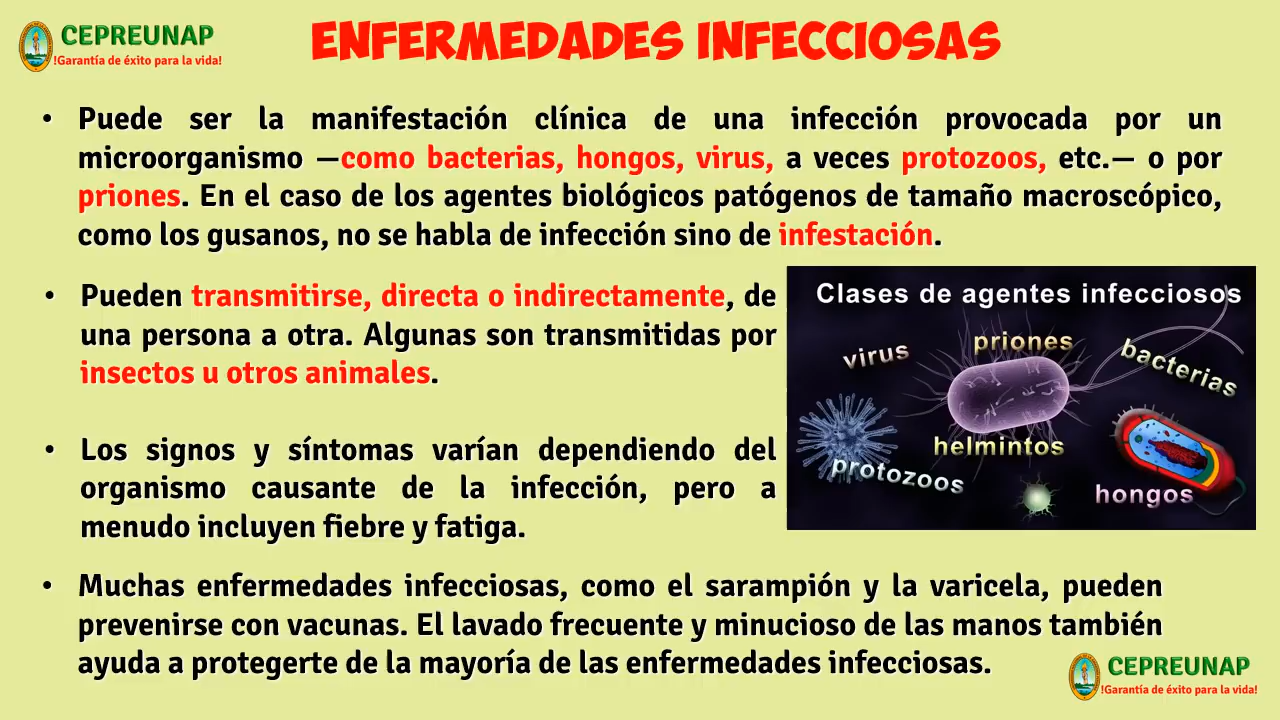 CEPREUNAP
!Garantía de éxito para la vida!
ENFERMEDADES INFECCIOSAS
• Puede ser la manifestación clínica de una infección provocada por un
microorganismo —como bacterias, hongos, virus, a veces protozoos, etc.— o por
priones. En el caso de los agentes biológicos patógenos de tamaño macroscópico,
como los gusanos, no se habla de infección sino de infestación.
• Pueden transmitirse, directa o indirectamente, de
una persona a otra. Algunas son transmitidas por
insectos u otros animales.
• Los signos y síntomas varían dependiendo del
organismo causante de la infección, pero a
menudo incluyen fiebre y fatiga.
Clases de agentes infecciosos
virus
priones
bacterias
helmintos
protozoos
hongos
• Muchas enfermedades infecciosas, como el sarampión y la varicela, pueden
prevenirse con vacunas. El lavado frecuente y minucioso de las manos también
ayuda a protegerte de la mayoría de las enfermedades infecciosas.
CEPREUNAP
!Garantía de éxito para la vida!